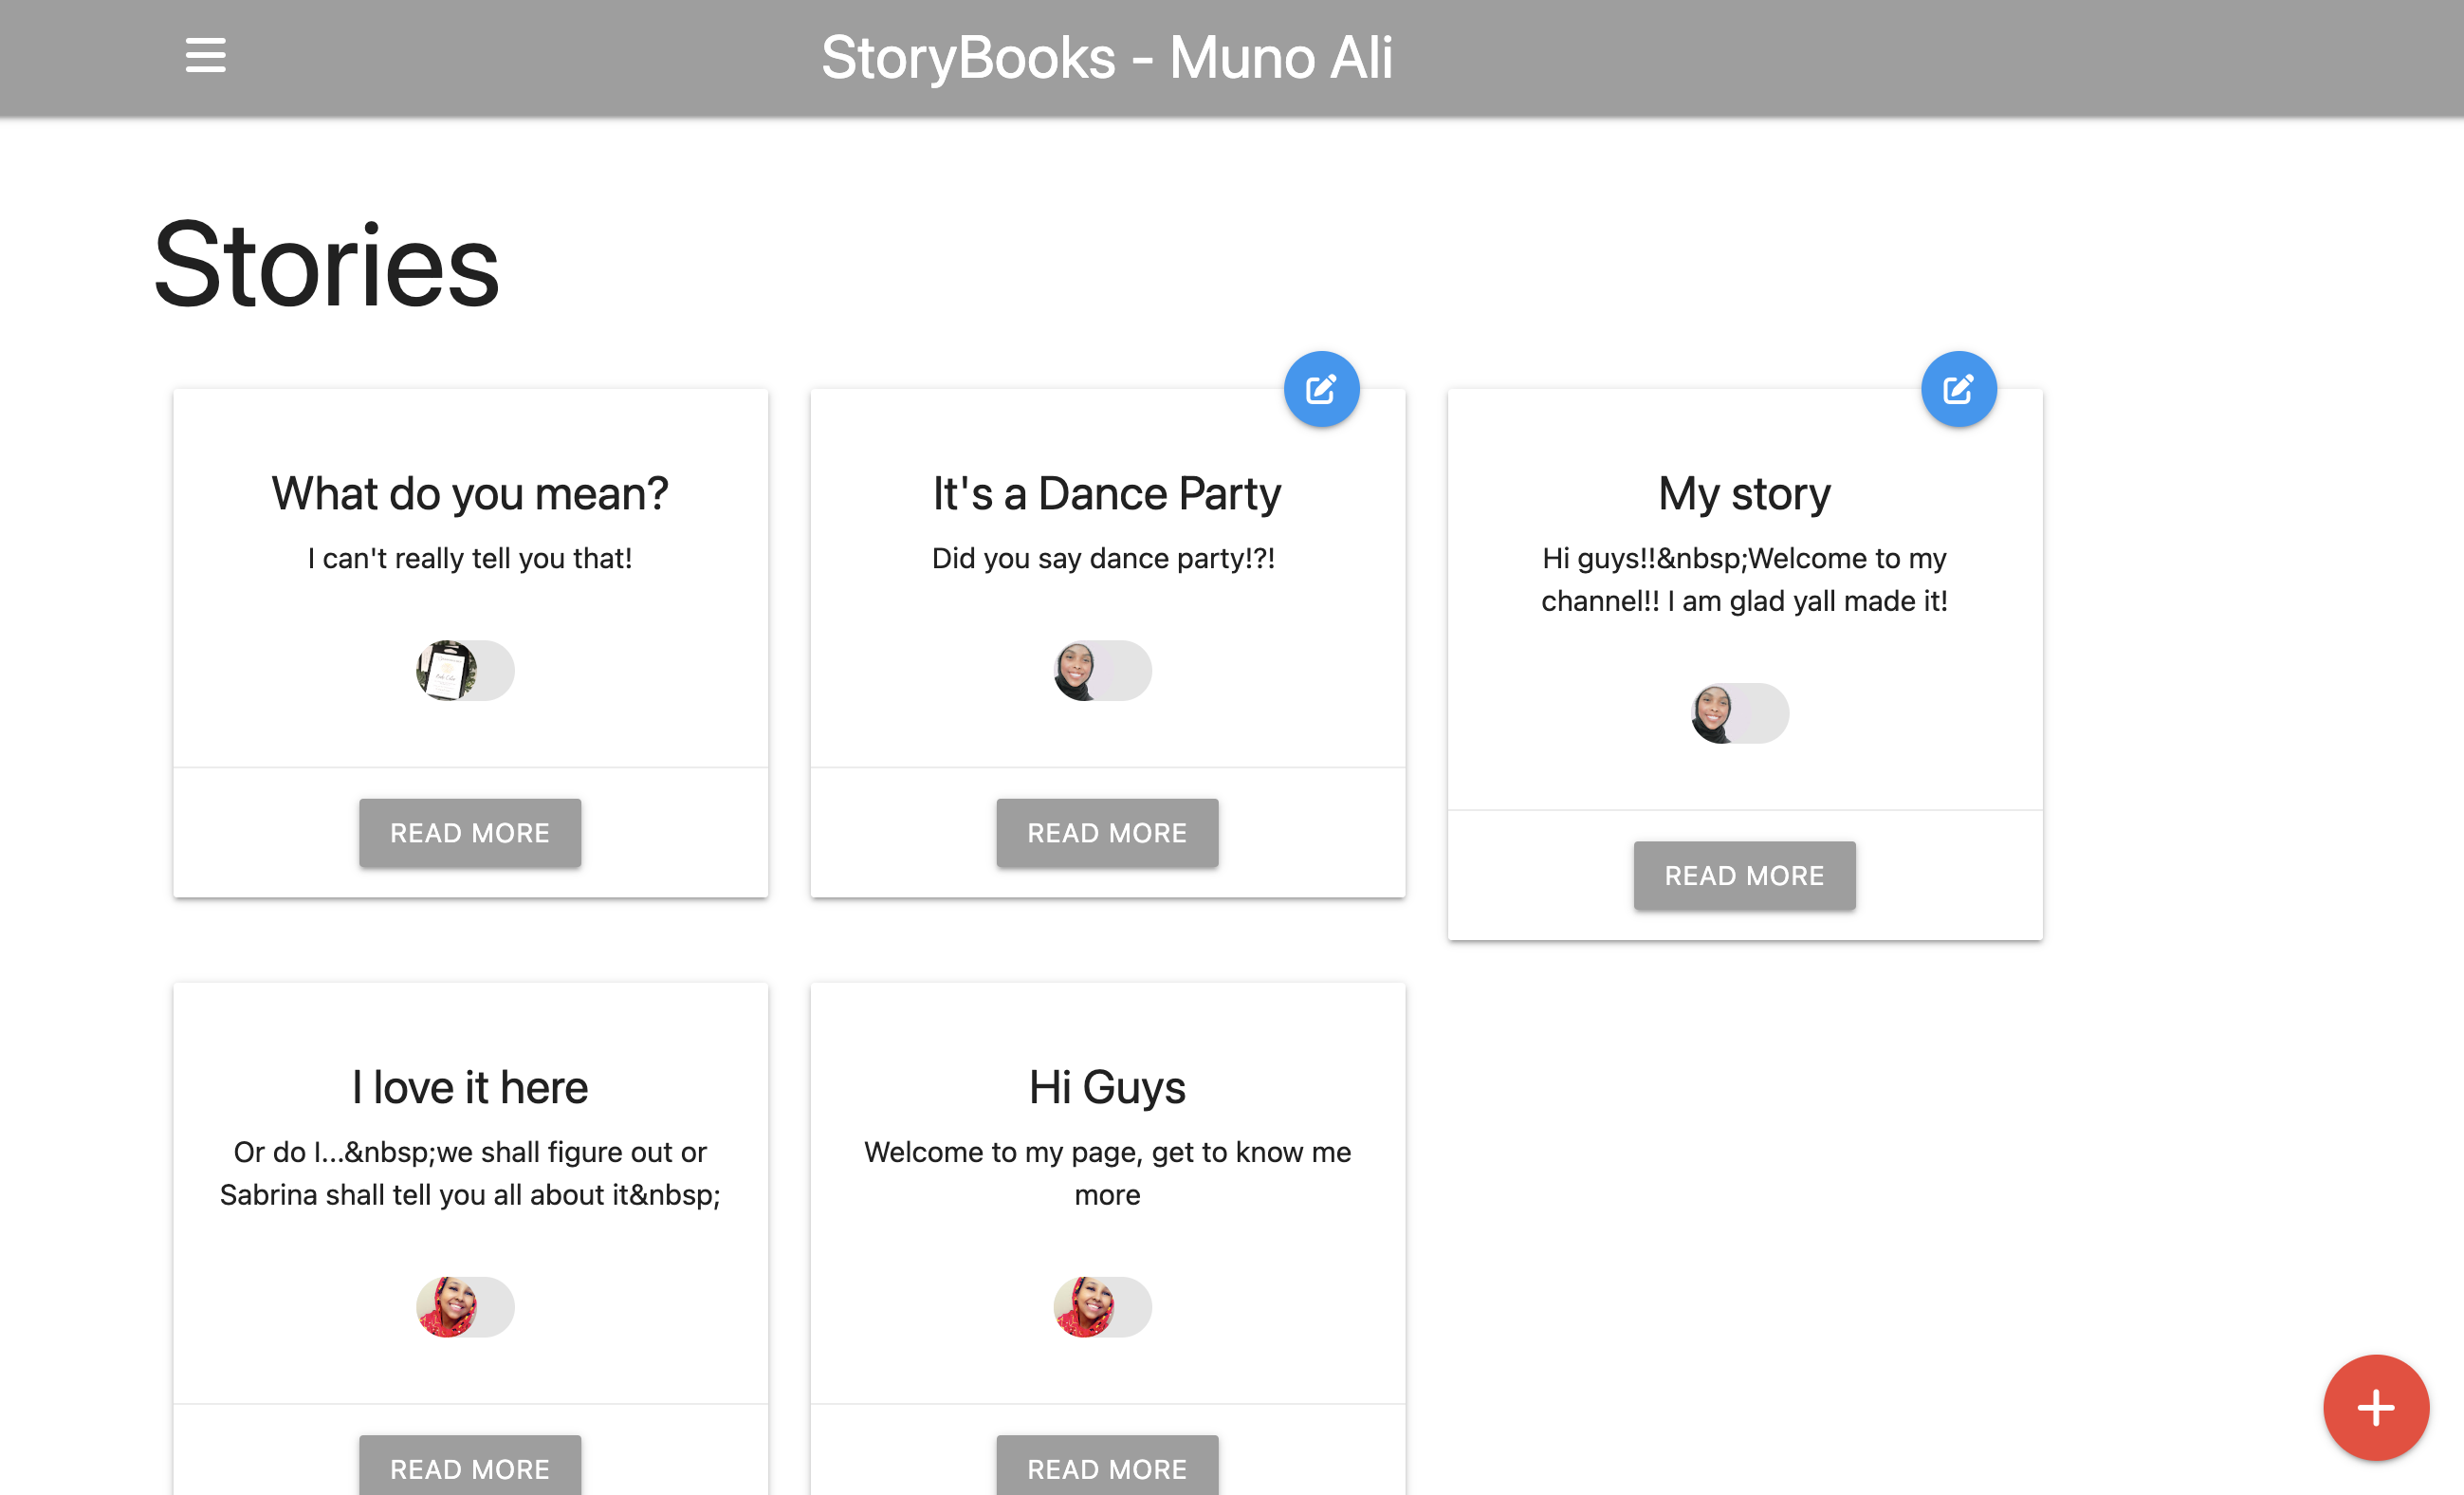 StoryBooks - Muno Ali
Stories
What do you mean?
I can't really tell you that!
READ MORE
It's a Dance Party
Did you say dance party!?!
READ MORE
My story
Hi guys!!&nbsp;Welcome to my
channel!! I am glad yall made it!
READ MORE
I love it here
Or do I...&nbsp;we shall figure out or
Sabrina shall tell you all about it&nbsp;
READ MORE
Hi Guys
Welcome to my page, get to know me
more
READ MORE